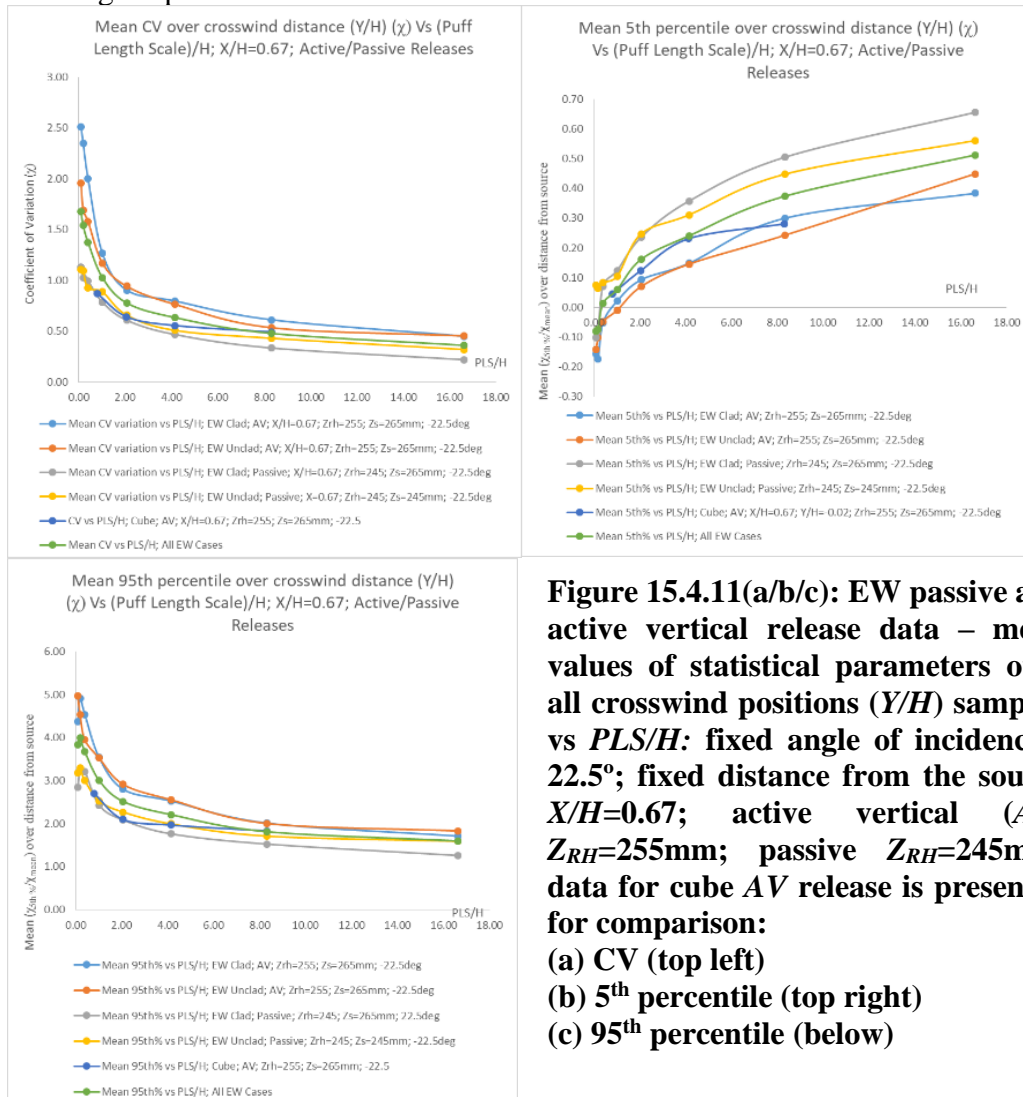 Mean CV over crosswind distance (Y/H) (χ) Vs (Puff
Length Scale)/H; X/H=0.67; Active/Passive Releases
3.00
2.50
2.00
1.50
1.00
0.50
0.00
Coefficient of Variation (χ)
PLS/H
0.00 2.00 4.00 6.00 8.00 10.00 12.00 14.00 16.00 18.00
Mean CV variation vs PLS/H; EW Clad; AV; X/H=0.67; Zrh=255; Zs=265mm; -22.5deg
Mean CV variation vs PLS/H; EW Unclad; AV; X/H=0.67; Zrh=255; Zs=265mm; -22.5deg
Mean CV variation vs PLS/H; EW Clad; Passive; X/H=0.67; Zrh=245; Zs=265mm; -22.5deg
Mean CV variation vs PLS/H; EW Unclad; Passive; X=0.67; Zrh=245; Zs=245mm; -22.5deg
CV vs PLS/H; Cube; AV; X/H=0.67; Zrh=255; Zs=265mm; -22.5
Mean CV vs PLS/H; All EW Cases
Mean 5th percentile over crosswind distance (Y/H) (χ)
Vs (Puff Length Scale)/H; X/H=0.67; Active/Passive
Releases
0.70
0.60
0.50
0.40
0.30
0.20
0.10
0.00
-0.10
-0.20
-0.30
Mean (χ5th %/χmean) over distance from source
PLS/H
2.00 4.00 6.00 8.00 10.00 12.00 14.00 16.00 18.00
Mean 5th% vs PLS/H; EW Clad; AV; Zrh=255; Zs=265mm; -22.5deg
Mean 5th% vs PLS/H; EW Unclad; AV; Zrh=255; Zs=265mm; -22.5deg
Mean 5th% vs PLS/H; EW Clad; Passive; Zrh=245; Zs=265mm; -22.5deg
Mean 5th% vs PLS/H; EW Unclad; Passive; Zrh=245; Zs=245mm; -22.5deg
Mean 5th% vs PLS/H; Cube; AV; X/H=0.67; Y/H= 0.02; Zrh=255; Zs=265mm; -22.5deg
Mean 5th% vs PLS/H; All EW Cases
Mean 95th percentile over crosswind distance (Y/H)
(χ) Vs (Puff Length Scale)/H; X/H=0.67; Active/Passive
Releases
6.00
5.00
4.00
3.00
2.00
1.00
0.00
Mean (χ5th %/χmean) over distance from source
PLS/H
0.00 2.00 4.00 6.00 8.00 10.00 12.00 14.00 16.00 18.00
Mean 95th% vs PLS/H; EW Clad; AV; Zrh=255; Zs=265mm; -22.5deg
Mean 95th% vs PLS/H; EW Unclad; AV; Zrh=255; Zs=265mm; -22.5deg
Mean 95th% vs PLS/H; EW Clad; Passive; Zrh=245; Zs=265mm; 22.5deg
Mean 95th% vs PLS/H; EW Unclad; Passive; Zrh=245; Zs=245mm; -22.5deg
Mean 95th% vs PLS/H; Cube; AV; Zrh=255; Zs=265mm; -22.5
Mean 95th% vs PLS/H; All EW Cases
Figure 15.4.11(a/b/c): EW passive a
active vertical release data – me
values of statistical parameters o
all crosswind positions (Y/H) samp
vs PLS/H: fixed angle of incidenc
22.5º; fixed distance from the sou
X/H=0.67; active vertical (A
ZRH=255mm; passive ZRH=245m
data for cube AV release is present
for comparison:
(a) CV (top left)
(b) 5th percentile (top right)
(c) 95th percentile (below)